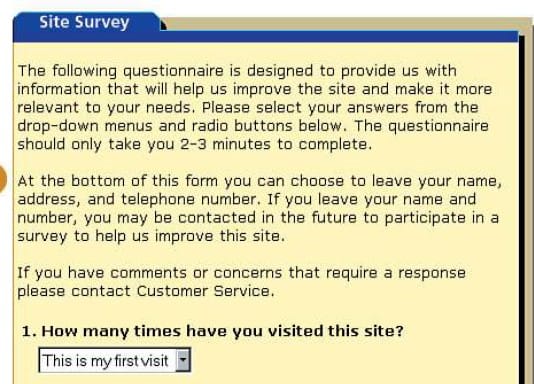 Site Survey
The following questionnaire is designed to provide us with
information that will help us improve the site and make it more
relevant to your needs. Please select your answers from the
drop-down menus and radio buttons below. The questionnaire
should only take you 2-3 minutes to complete.
At the bottom of this form you can choose to leave your name,
address, and telephone number. If you leave your name and
number, you may be contacted in the future to participate in a
survey to help us improve this site.
If you have comments or concerns that require a response
please contact Customer Service.
1. How many times have you visited this site?
This is my first visit